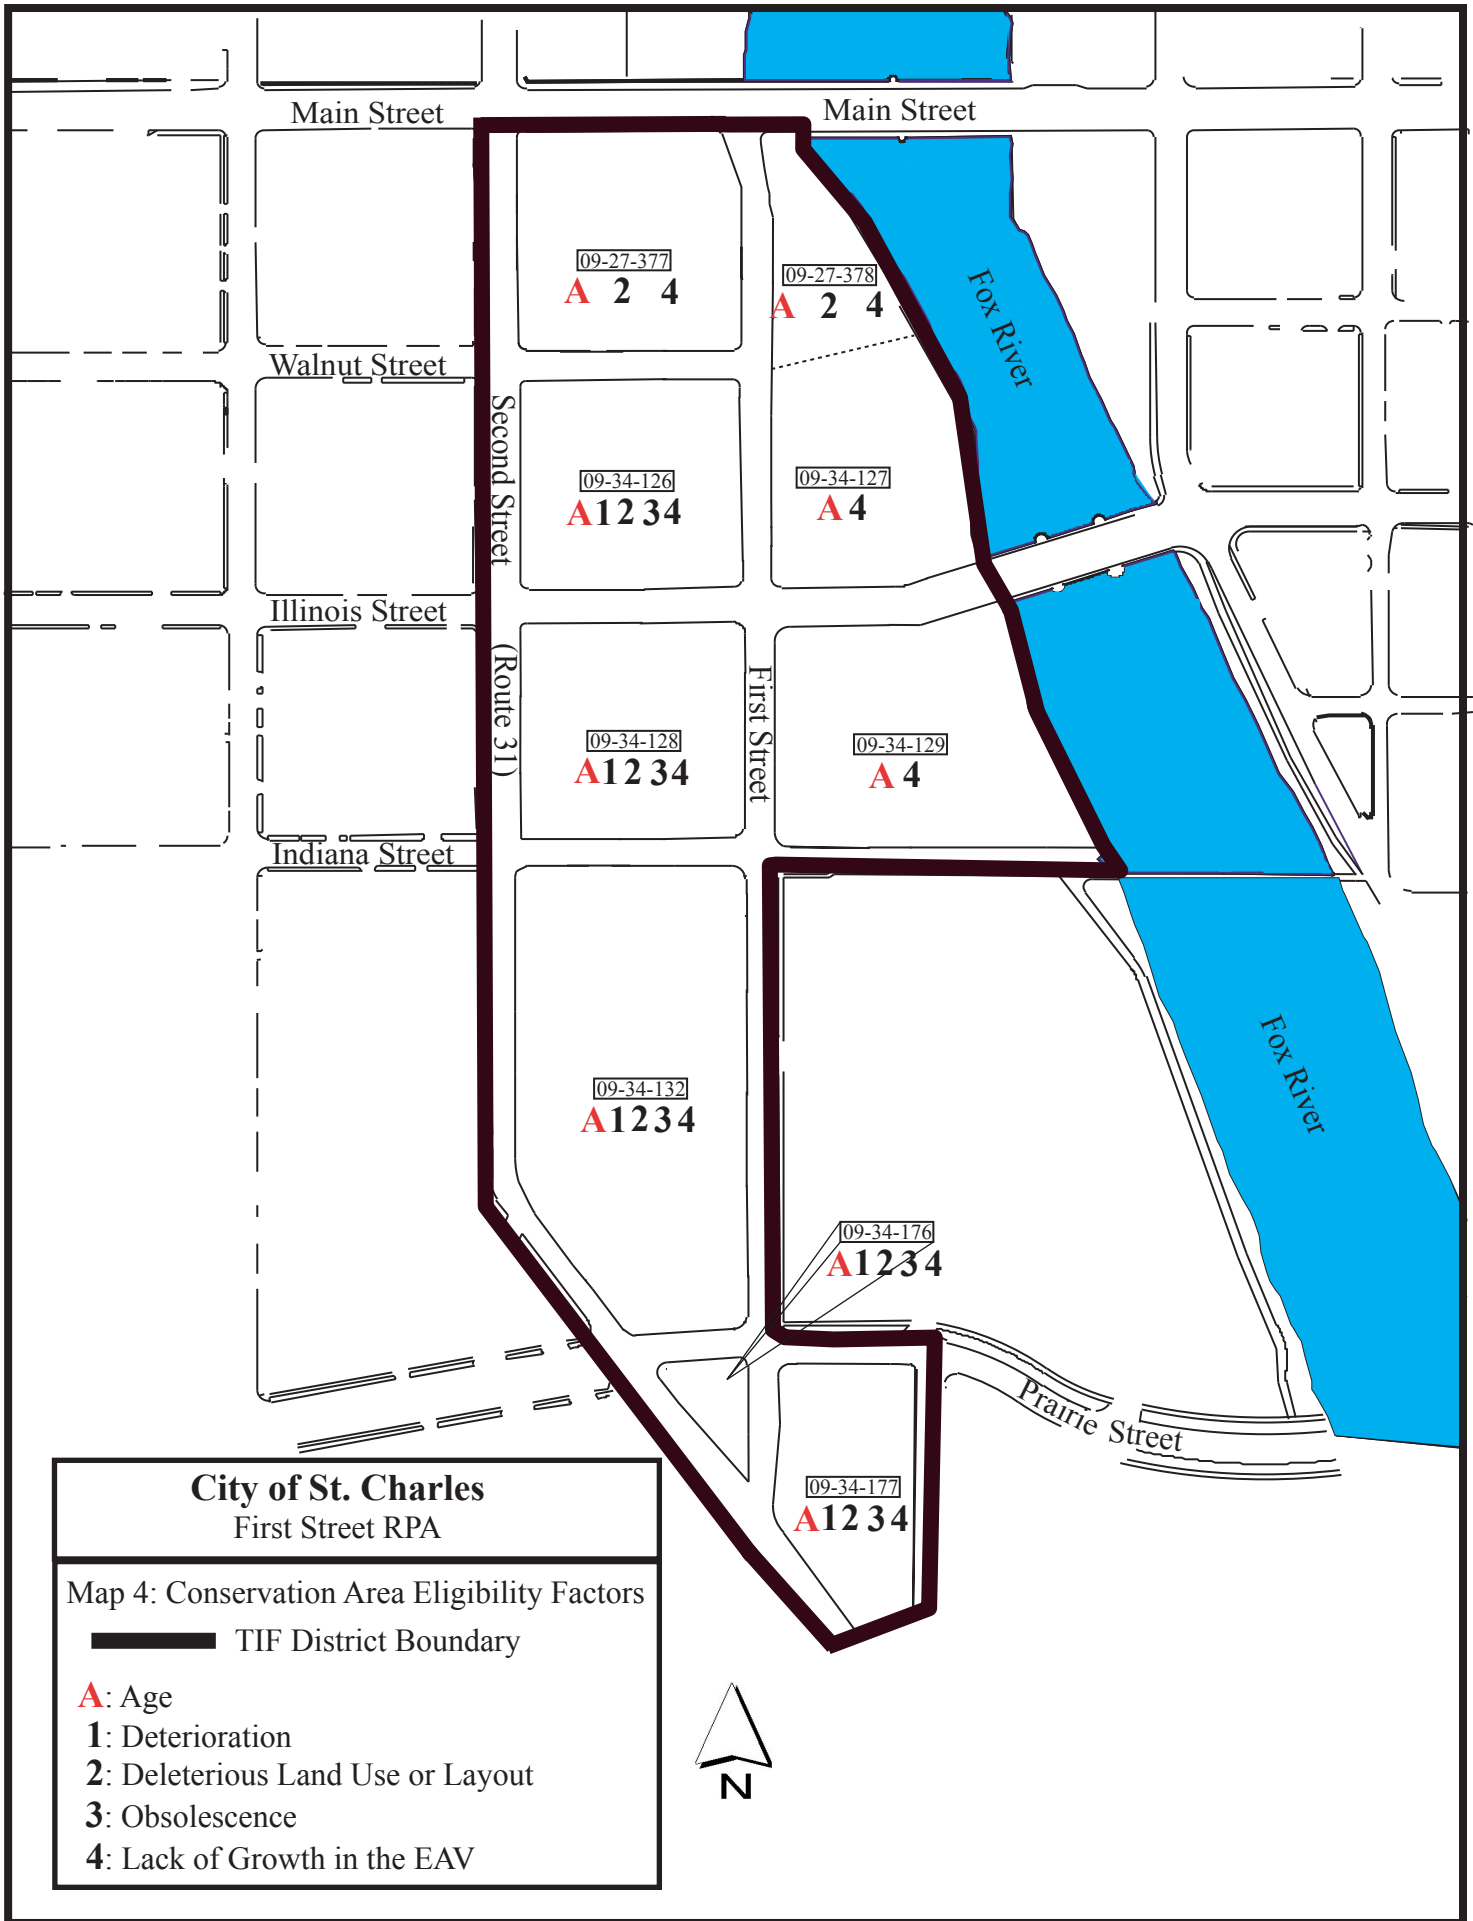 Main Street
Main Street
09-27-377
A 2 4
09-27-378
A 2 4
Fox River
Walnut Street
Second Street
09-34-126
A 1 2 3 4
09-34-127
A 4
Illinois Street
(Route 31)
First Street
09-34-128
A 1 2 3 4
09-34-129
A 4
Indiana Street
Fox River
09-34-132
A 1 2 3 4
09-34-176
A 1 2 3 4
Prairie Street
09-34-177
A 1 2 3 4
City of St. Charles
First Street RPA
Map 4: Conservation Area Eligibility Factors
TIF District Boundary
A: Age
1: Deterioration
2: Deleterious Land Use or Layout
3: Obsolescence
4: Lack of Growth in the EAV
N